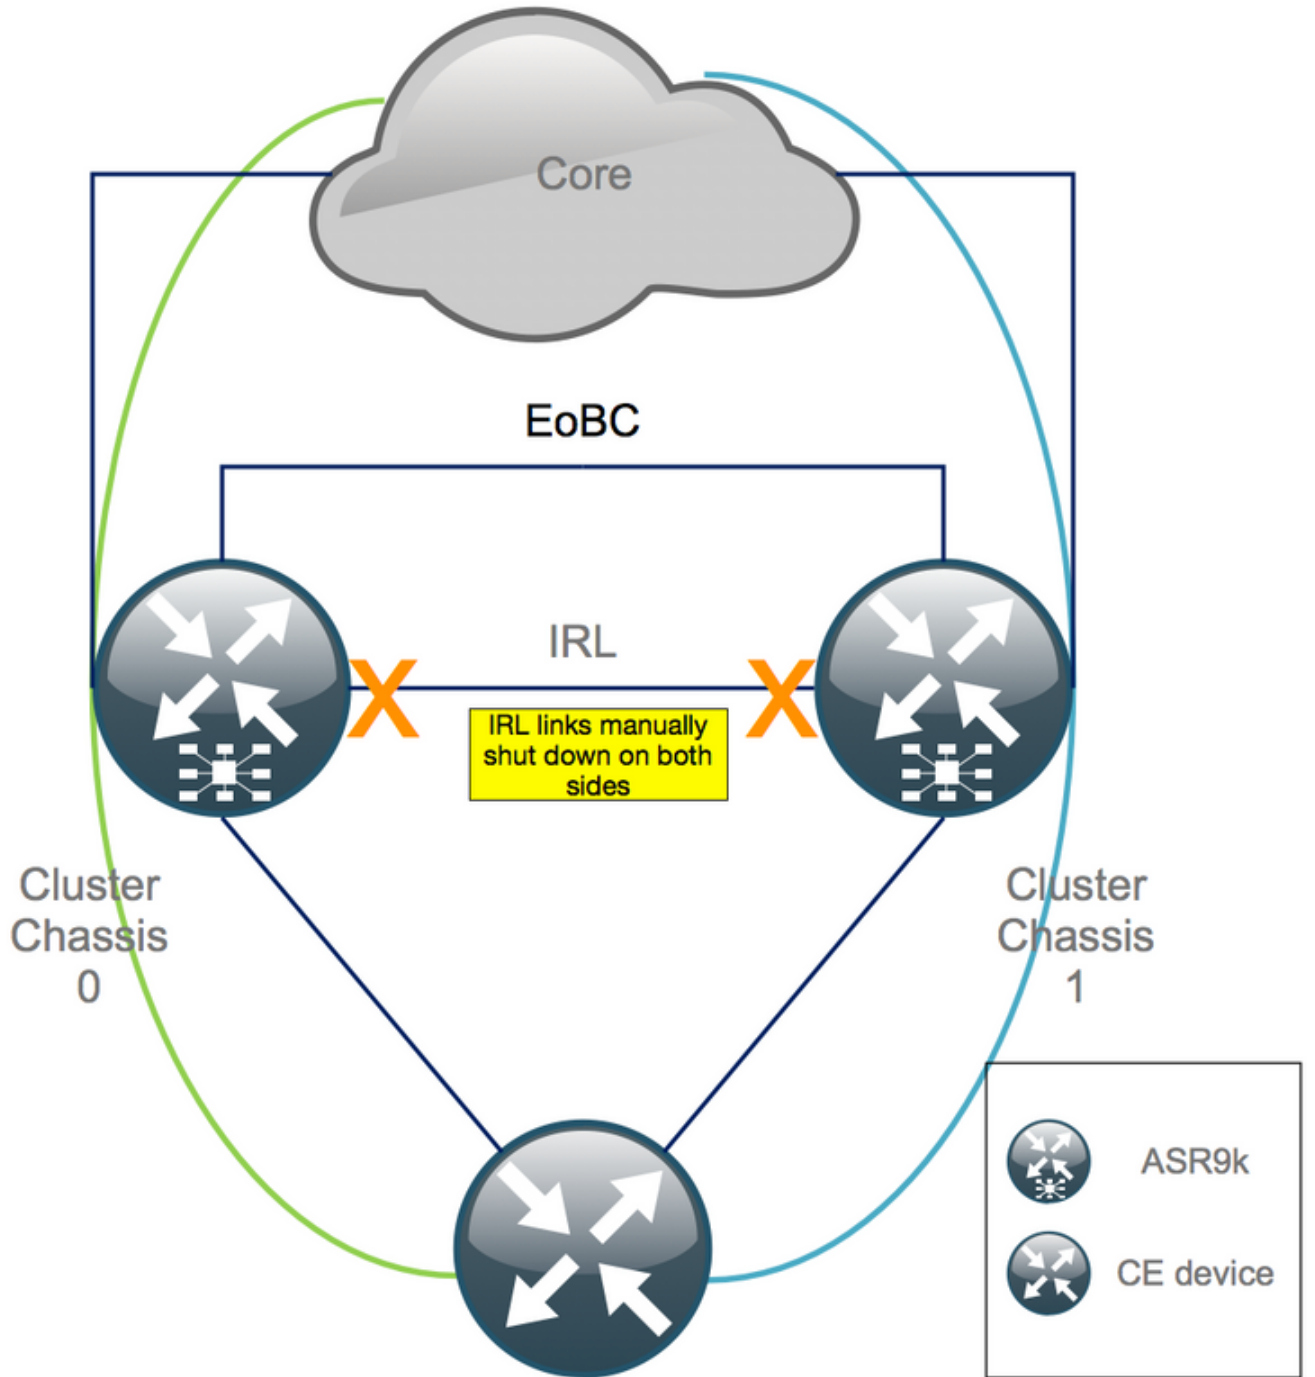 Core
EoBC
IRL
X
X
IRL links manually
shut down on both
sides
Cluster
Chassis
0
Cluster
Chassis
1
ASR9k
CE device